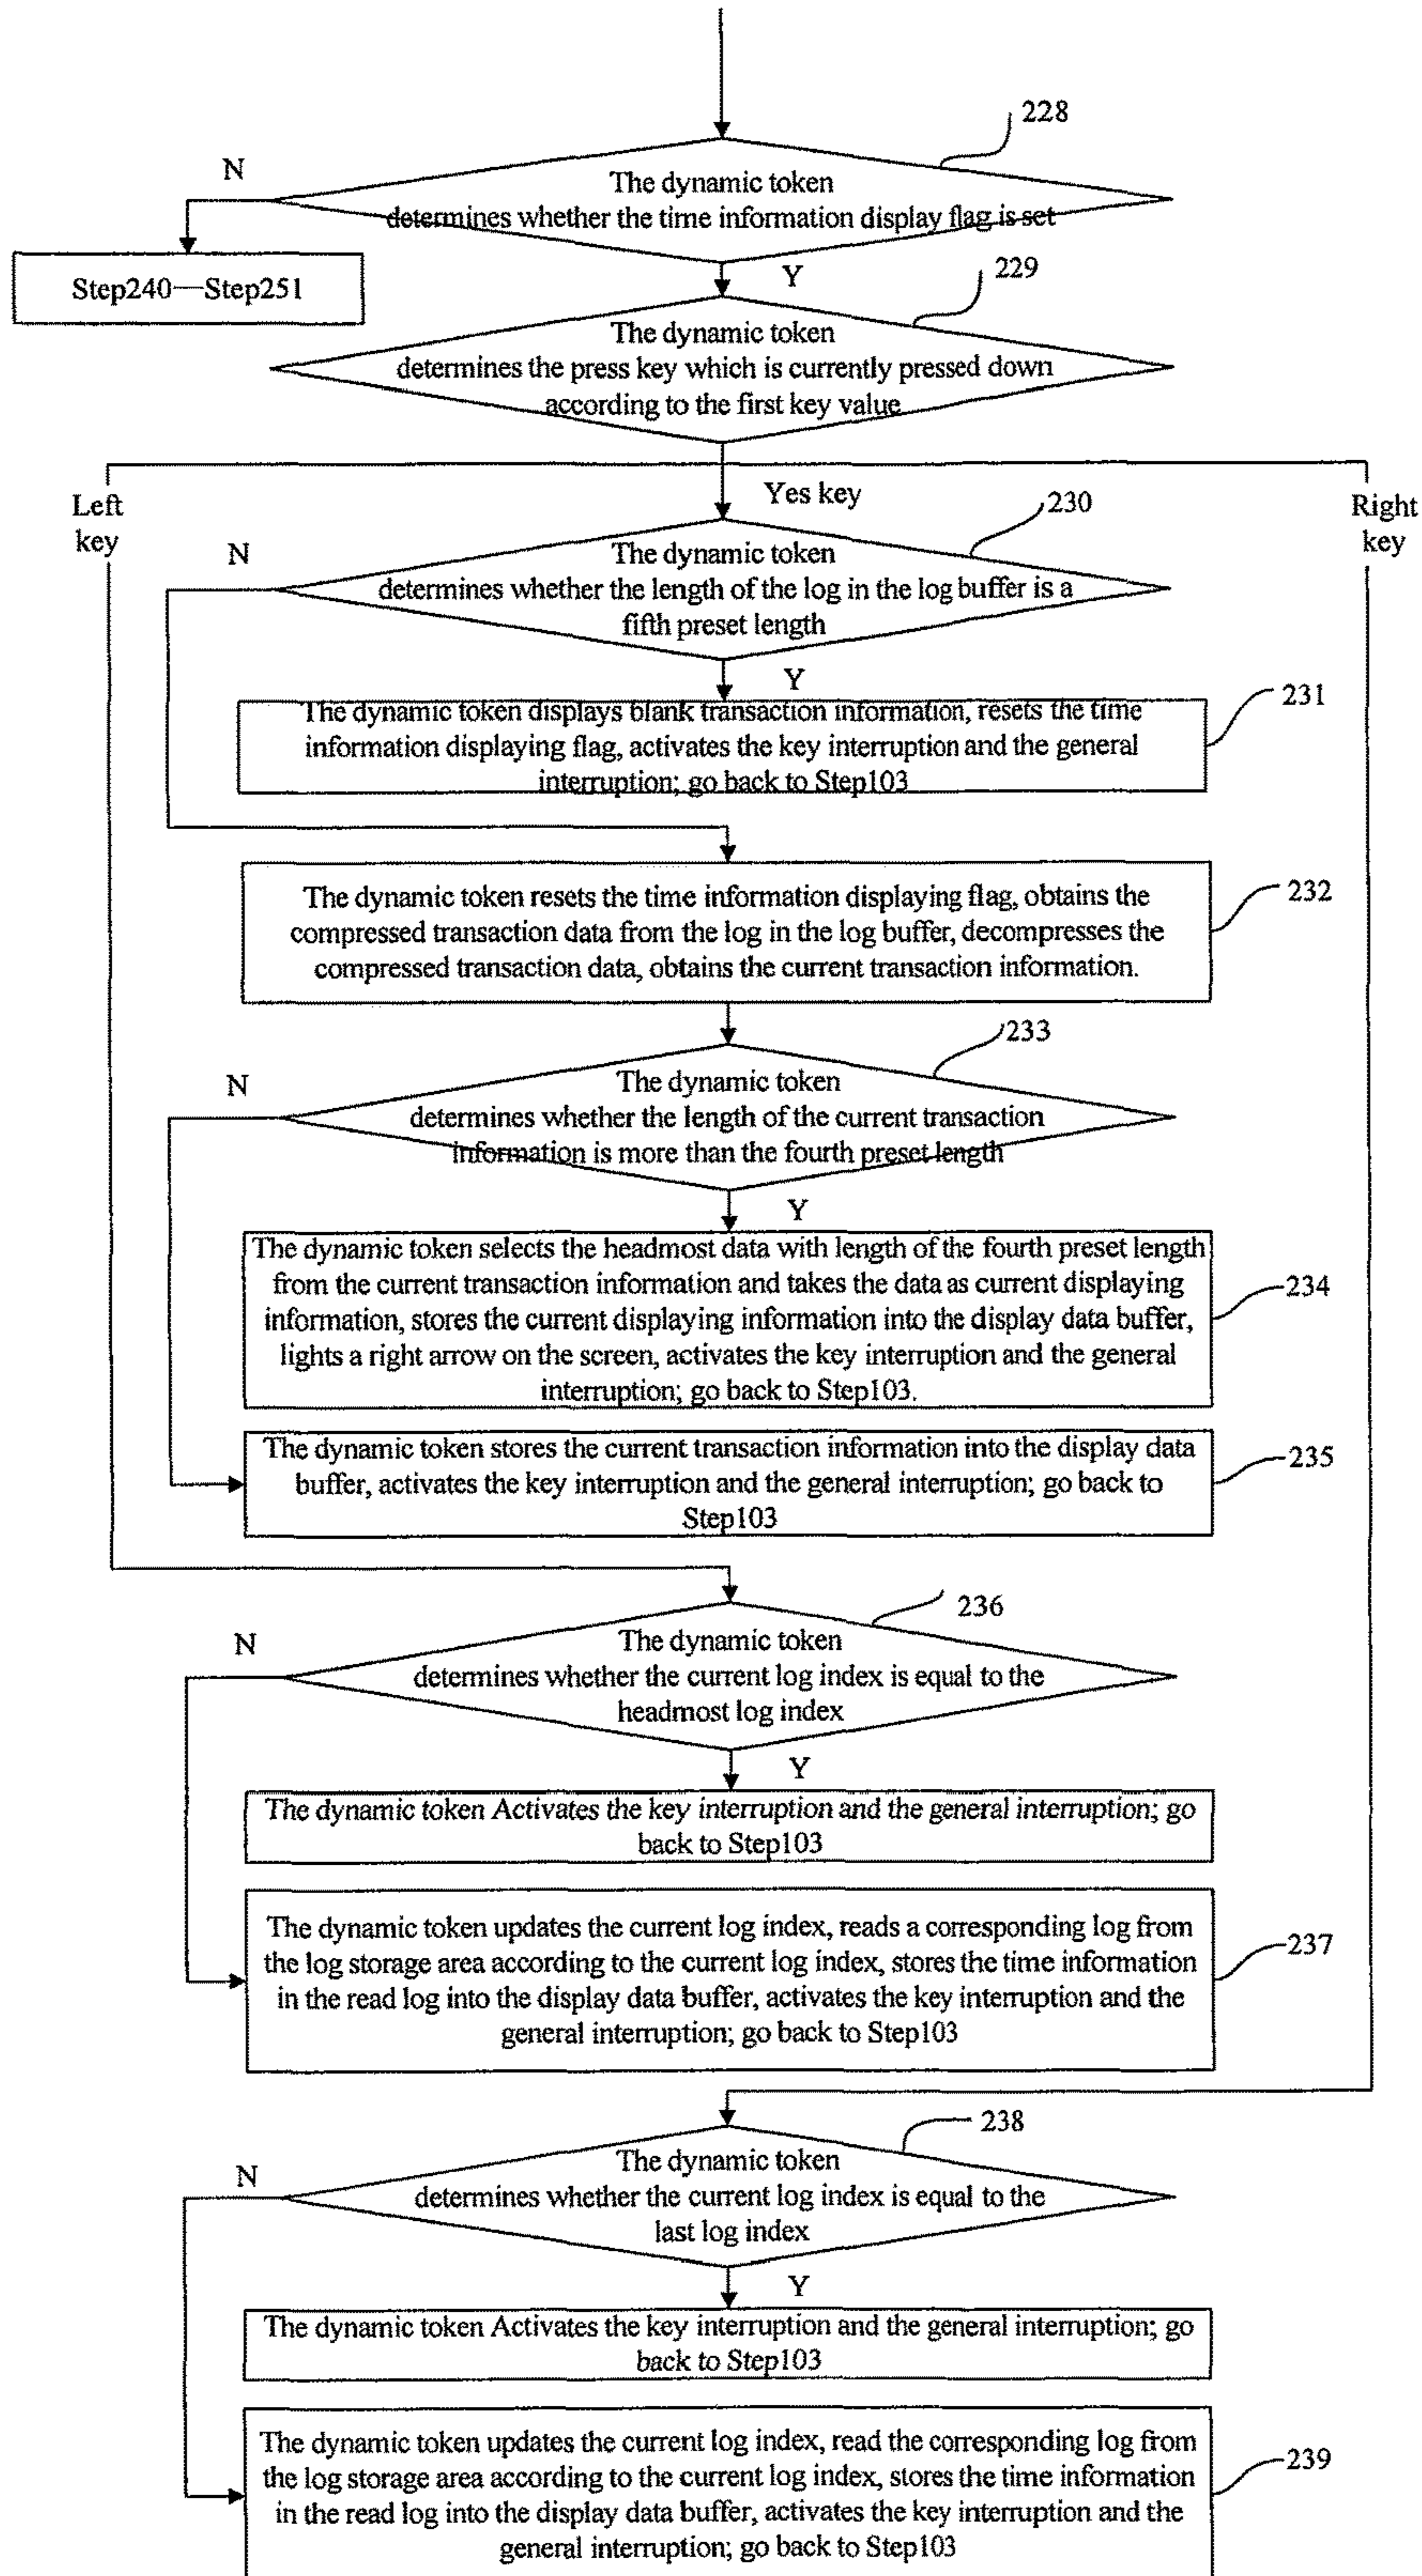 228
N
The dynamic token
determines whether the time information display flag is set
Step240—Step251
Y
229
The dynamic token
determines the press key which is currently pressed down
according to the first key value
Left
key
Yes key
Right
key
230
N
The dynamic token
determines whether the length of the log in the log buffer is a
fifth preset length
Y
231
The dynamic token displays blank transaction information, resets the time
information displaying flag, activates the key interruption and the general
interruption; go back to Step103
232
The dynamic token resets the time information displaying flag, obtains the
compressed transaction data from the log in the log buffer, decompresses the
compressed transaction data, obtains the current transaction information.
233
N
The dynamic token
determines whether the length of the current transaction
information is more than the fourth preset length
Y
The dynamic token selects the headmost data with length of the fourth preset length
from the current transaction information and takes the data as current displaying
information, stores the current displaying information into the display data buffer,
lights a right arrow on the screen, activates the key interruption and the general
interruption; go back to Step103.
234
The dynamic token stores the current transaction information into the display data
buffer, activates the key interruption and the general interruption; go back to
Step103
235
236
N
The dynamic token
determines whether the current log index is equal to the
headmost log index
Y
The dynamic token Activates the key interruption and the general interruption; go
back to Step103
The dynamic token updates the current log index, reads a corresponding log from
the log storage area according to the current log index, stores the time information
in the read log into the display data buffer, activates the key interruption and the
general interruption; go back to Step103
237
238
N
The dynamic token
determines whether the current log index is equal to the
last log index
Y
The dynamic token Activates the key interruption and the general interruption; go
back to Step103
The dynamic token updates the current log index, read the corresponding log from
the log storage area according to the current log index, stores the time information
in the read log into the display data buffer, activates the key interruption and the
general interruption; go back to Step103
239